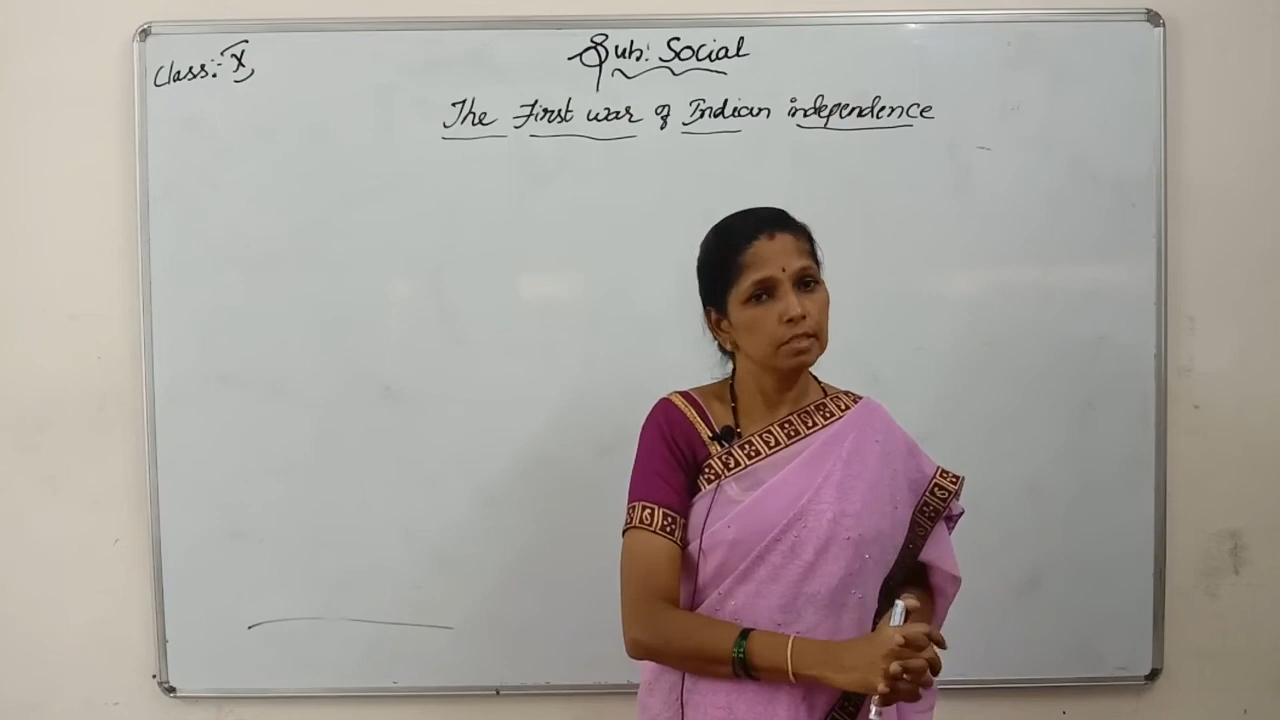 Class:- X
Sub: Social
The First war of Indian independence